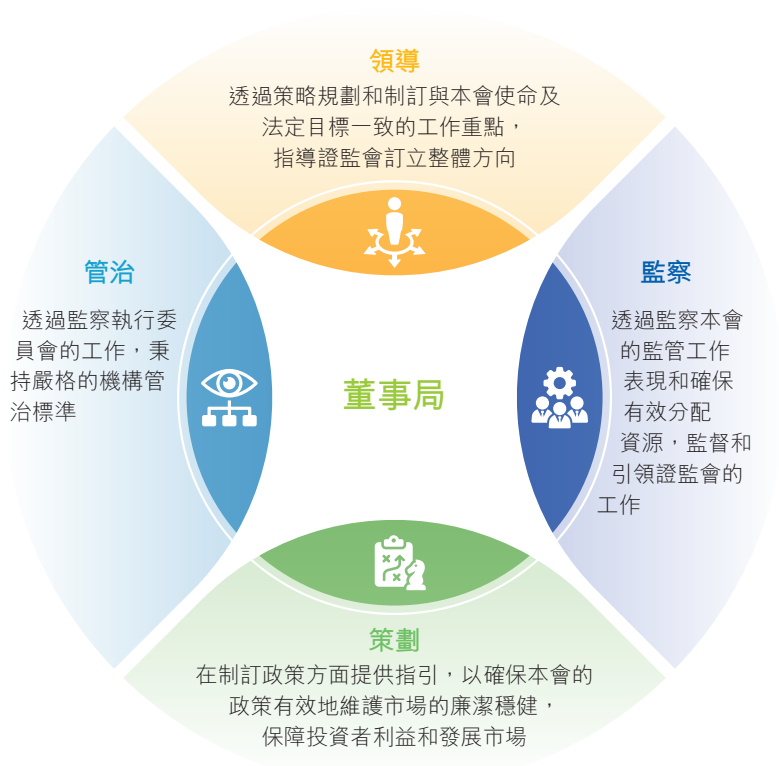 領導
透過策略規劃和制訂與本會使命及
法定目標一致的工作重點，
指導證監會訂立整體方向
管治
透過監察執行委
員會的工作，秉
持嚴格的機構管
治標準
董事局
監察
透過監察本會
的監管工作
表現和確保
有效分配
資源，監督和
引領證監會的
工作
策劃
在制訂政策方面提供指引，以確保本會的
政策有效地維護市場的廉潔穩健，
保障投資者利益和發展市場